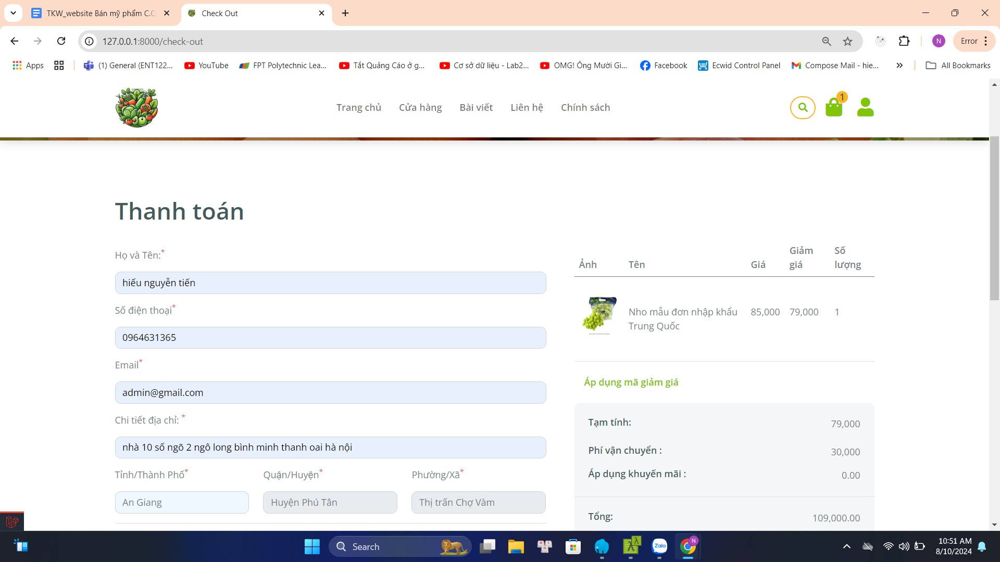 TKW_website Bán mỹ phẩm C.C
Check Out
127.0.0.1:8000/check-out
Error
N
Apps
(1) General (ENT122...
YouTube
FPT Polytechnic Lea...
Tắt Quảng Cáo ở g...
Cơ sở dữ liệu - Lab2...
OMG! Ông Mười Gi...
Facebook
Ecwid Control Panel
Compose Mail - hie...
All Bookmarks
Trang chủ
Cửa hàng
Bài viết
Liên hệ
Chính sách
1
Thanh toán
Họ và Tên:*
hiếu nguyễn tiến
Số điện thoại*
0964631365
Email*
admin@gmail.com
Chi tiết địa chỉ: *
nhà 10 số ngõ 2 ngô long bình minh thanh oai hà nội
Tỉnh/Thành Phố*
Quận/Huyện*
Phường/Xã*
An Giang
Huyện Phú Tân
Thị trấn Chợ Vàm
Ảnh
Tên
Giá
Giảm
giá
Số
lượng
Nho mẫu đơn nhập khẩu
Trung Quốc
85,000
79,000
1
Áp dụng mã giảm giá
Tạm tính:
79,000
Phí vận chuyển :
30,000
Áp dụng khuyến mãi :
0.00
Tổng:
109,000.00
Search
Zalo
N
10:51 AM
8/10/2024